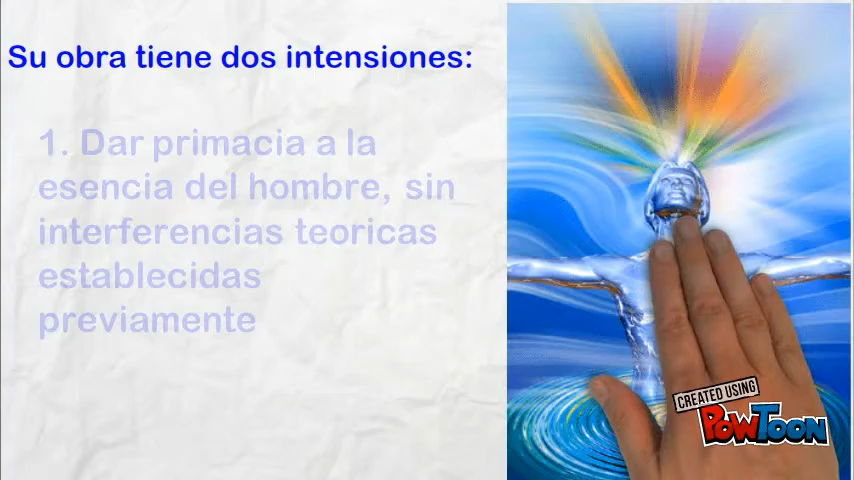 Su obra tiene dos intensiones:
1. Dar primacia a la
esencia del hombre, sin
interferencias teoricas
establecidas
previamente
CREATED USING
POWTOON